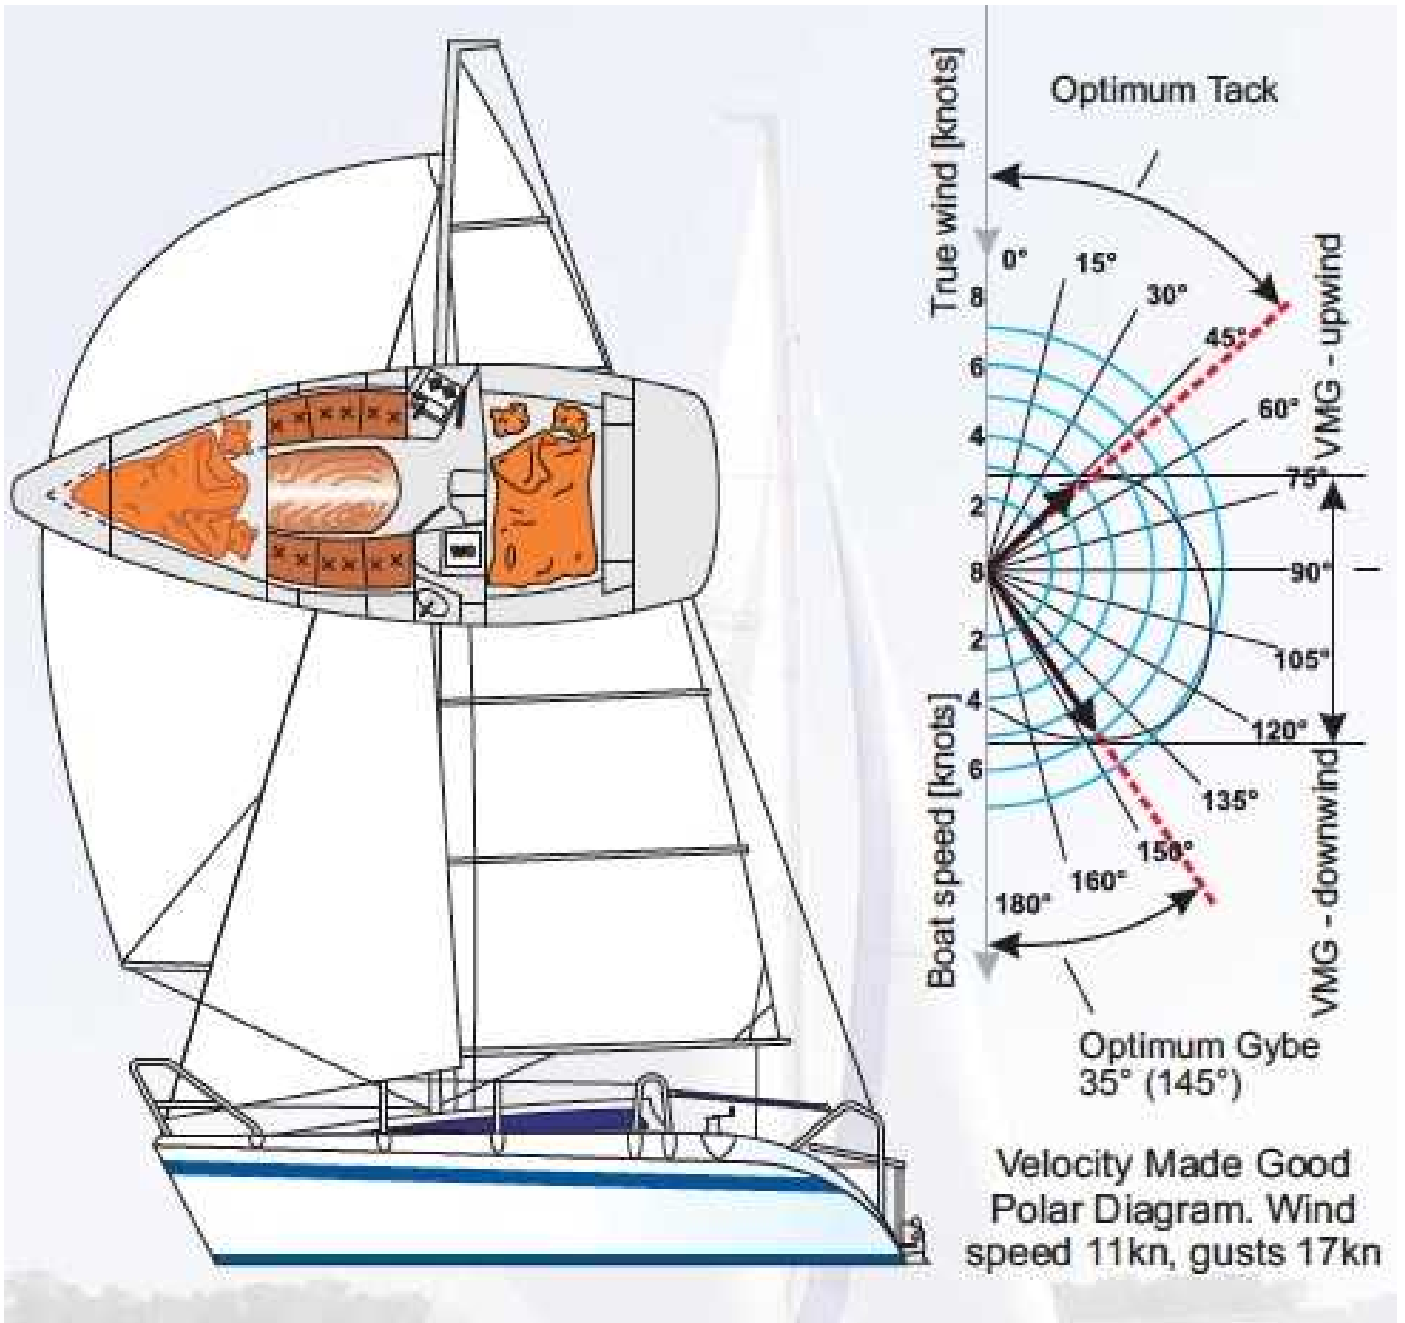 Optimum Tack
True wind [knots]
0°
15°
30°
45°
60°
75°
90°
105°
120°
135°
150°
160°
180°
8
6
4
2
8
2
4
6
VMG - upwind
VMG - downwind
Boat speed [knots]
Optimum Gybe
35° (145°)
Velocity Made Good
Polar Diagram. Wind
speed 11kn, gusts 17kn